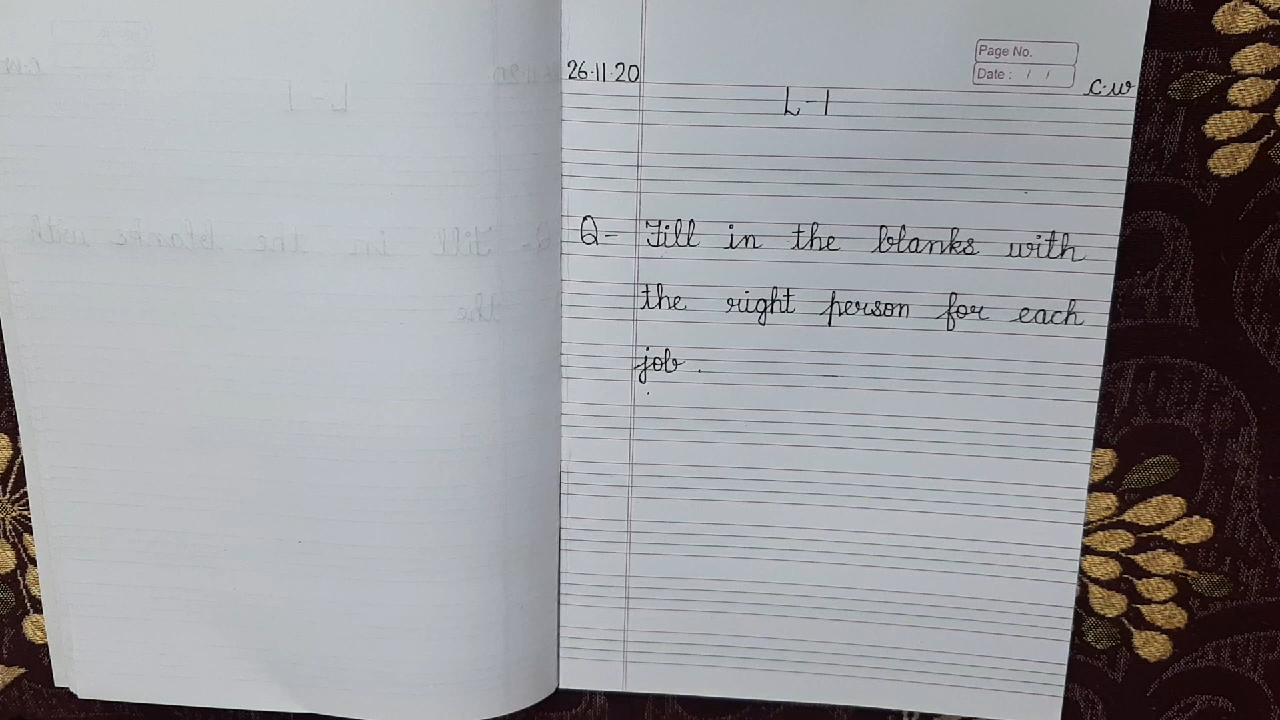 Page No.
26.11.20 Date : / / C.W
L-1
Q- Fill in the blanks with
the right person for each
job.